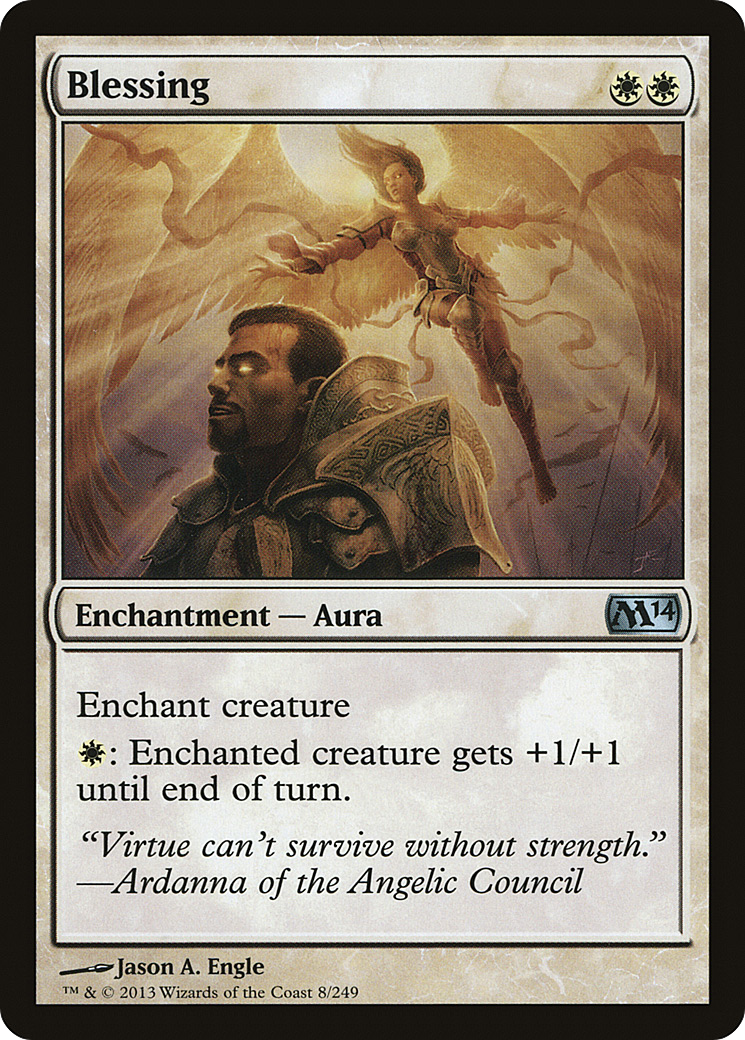 Blessing
Enchantment — Aura
M14
Enchant creature
: Enchanted creature gets +1/+1
until end of turn.
“Virtue can’t survive without strength.”
—Ardanna of the Angelic Council
Jason A. Engle
™ & © 2013 Wizards of the Coast 8/249